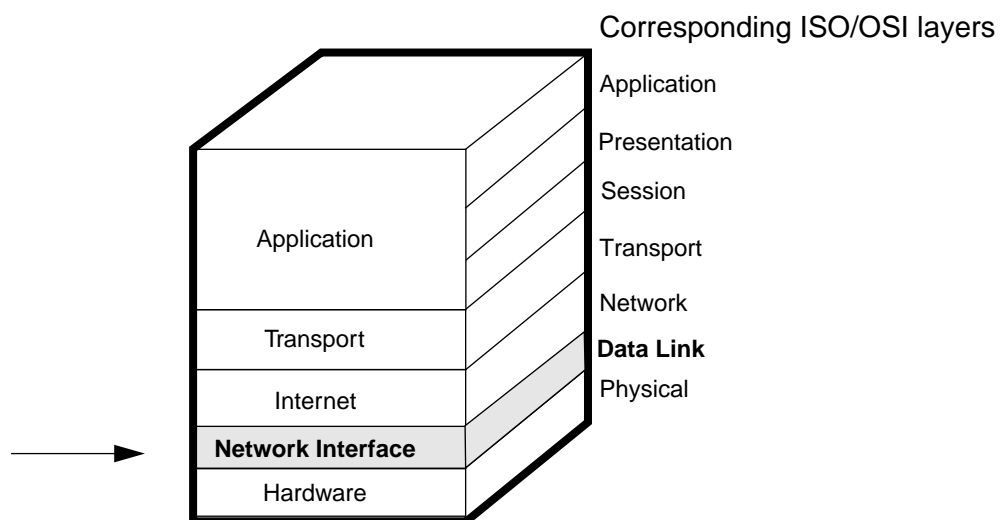 Corresponding ISO/OSI layers
Application
Presentation
Session
Transport
Network
Data Link
Physical
Application
Transport
Internet
Network Interface
Hardware